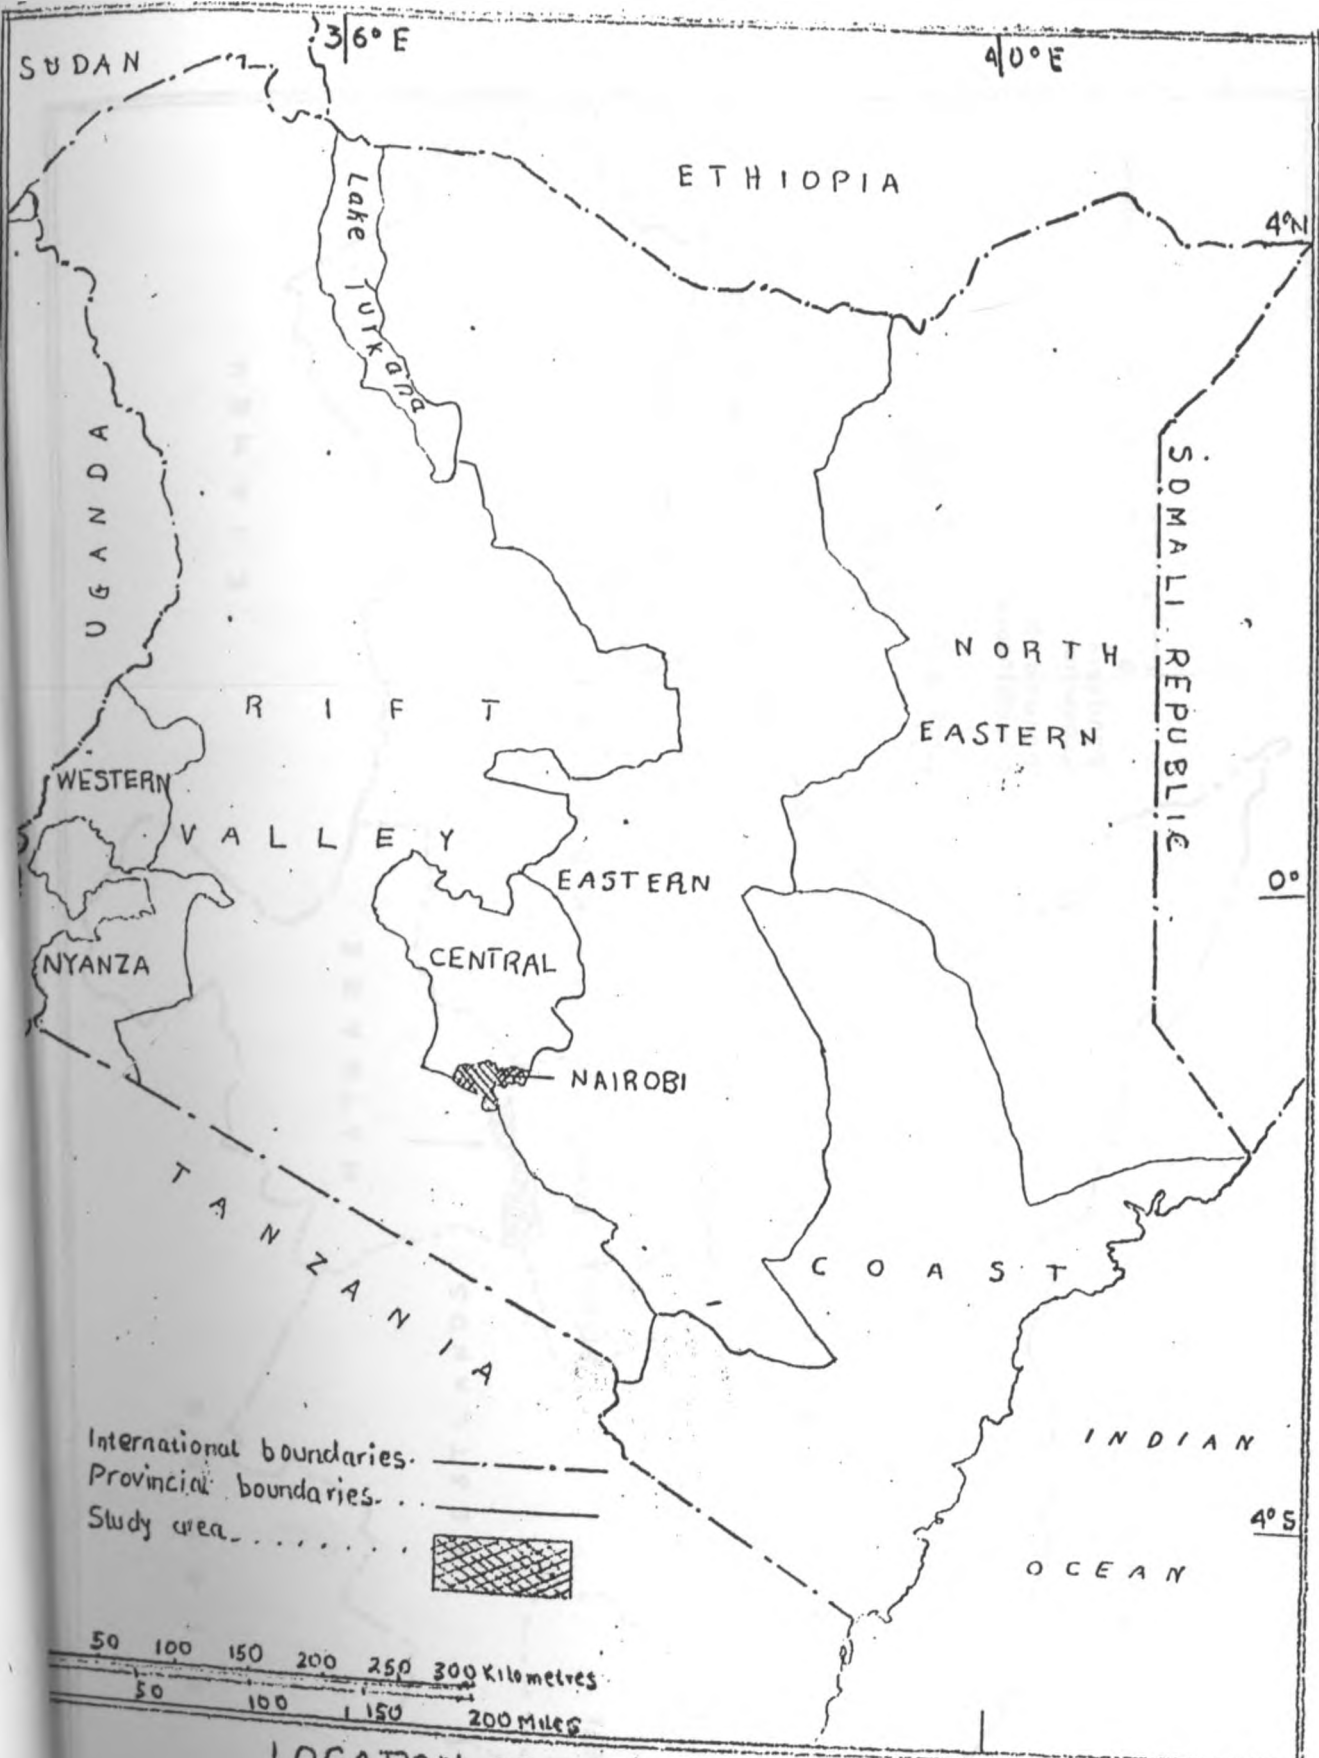 36° E
40° E
SUDAN
ETHIOPIA
4°N
Lake Turkana
UGANDA
SOMALI REPUBLIC
NORTH
EASTERN
RIFT
VALLEY
WESTERN
EASTERN
0°
CENTRAL
NYANZA
NAIROBI
TANZANIA
COAST
INDIAN
OCEAN
4°S
International boundaries.
Provincial boundaries...
Study area........
50 100 150 200 250 300 Kilometres
50 100 150 200 Miles
LOCATION